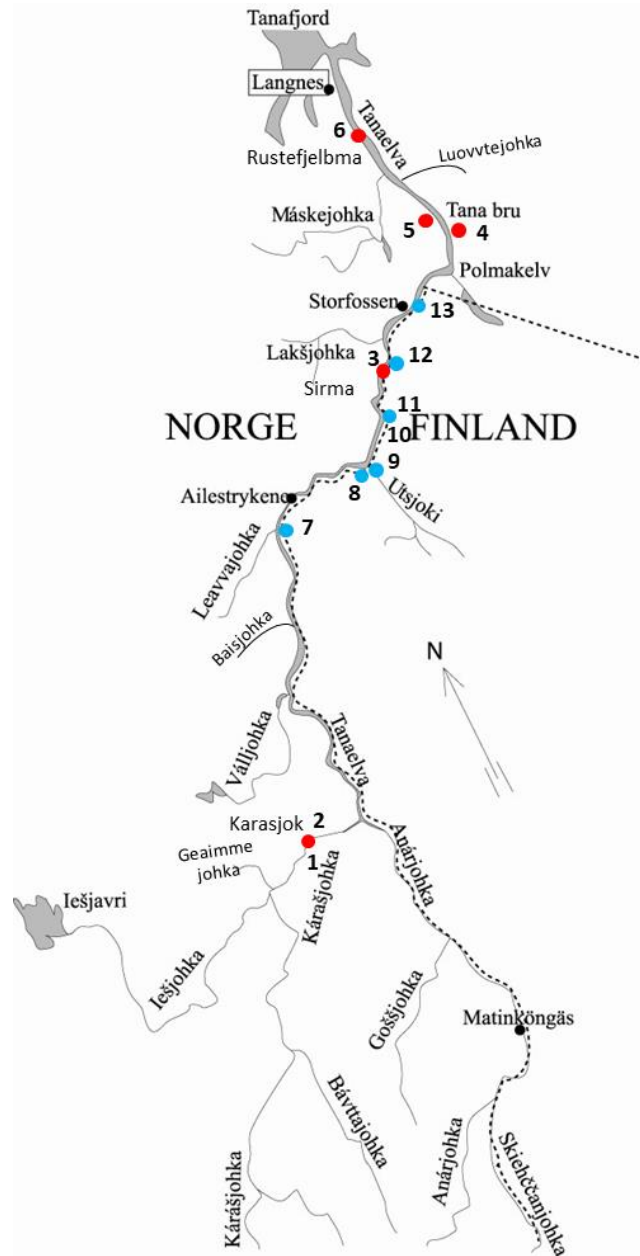 Tanafjord
Langnes
6
Tanaelva
Rustefjelbma
Luovvtejohka
Máskejohka
5
Tana bru
4
Polmakelv
Storfossen
13
Lakšjohka
3
12
Sirma
11
NORGE
10
FINLAND
9
8
Utsjoki
Ailestrykene
7
Leavvajohka
Baisjohka
N
Válljohka
Tanaelva
Karasjok
2
Geaimme
johka
1
Kárašjohka
Anárjohka
Iešjavri
Iešjohka
Goššjohka
Matinköngäs
Bávttajohka
Anárjohka
Skiehččanjohka
Kárášjohka